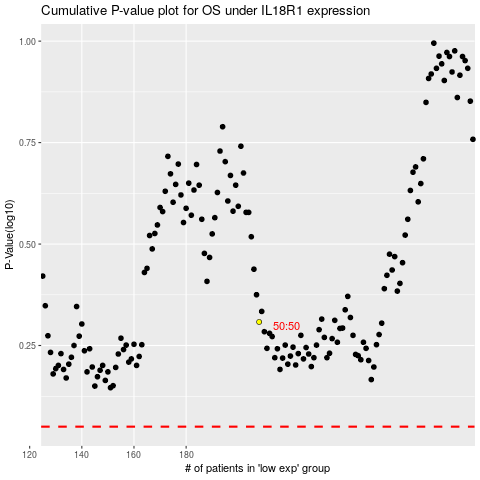 Cumulative P-value plot for OS under IL18R1 expression
P-Value(log10)
1.00
0.75
0.50
0.25
50:50
120 140 160 180
# of patients in 'low exp' group